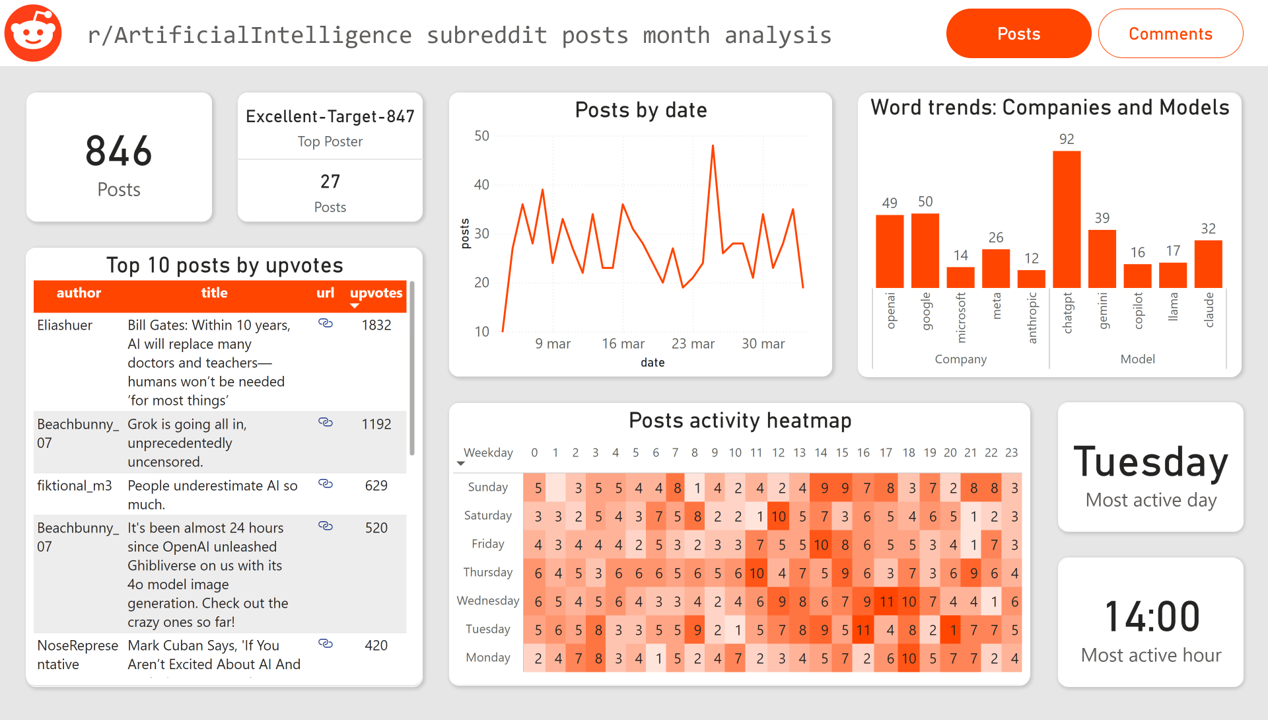 r/ArtificialIntelligence subreddit posts month analysis
Posts
Comments
846
Posts
Excellent-Target-847
Top Poster
27
Posts
Top 10 posts by upvotes
author title url upvotes
Eliashuer Bill Gates: Within 10 years, 1832
AI will replace many
doctors and teachers—
humans won't be needed
‘for most things’
Beachbunny_ Grok is going all in, 1192
07 unprecedentedly
uncensored.
fiktional_m3 People underestimate AI so 629
much.
Beachbunny_ It's been almost 24 hours 520
07 since OpenAI unleashed
Ghibliverse on us with its
4o model image
generation. Check out the
crazy ones so far!
NoseReprese Mark Cuban Says, 'If You 420
ntative Aren't Excited About AI And
Posts by date
posts
50
40
30
20
10
9 mar 16 mar 23 mar 30 mar
date
Word trends: Companies and Models
49 50 14 26 12 92 39 16 17 32
openai google microsoft meta anthropic chatgpt gemini copilot llama claude
Company Model
Posts activity heatmap
Weekday 0 1 2 3 4 5 6 7 8 9 10 11 12 13 14 15 16 17 18 19 20 21 22 23
Sunday 5 3 5 5 4 4 8 1 4 2 4 2 4 9 9 7 8 3 7 2 8 8 3
Saturday 3 3 2 5 4 3 7 5 8 2 2 1 10 5 7 3 6 5 4 6 5 1 2 3
Friday 4 3 4 4 4 2 5 3 2 3 3 7 5 5 10 8 6 5 5 3 4 1 7 3
Thursday 6 4 5 3 6 6 6 5 6 5 6 10 4 7 5 9 6 3 7 3 6 9 6 4
Wednesday 6 5 4 5 6 4 3 3 4 2 4 6 9 8 6 7 9 11 10 7 4 4 1 6
Tuesday 5 6 5 8 3 3 5 5 9 2 1 5 7 8 9 5 11 4 8 2 1 7 7 5
Monday 2 4 7 8 3 4 1 5 2 4 7 2 3 4 5 7 2 6 10 5 7 7 2 4
Tuesday
Most active day
14:00
Most active hour